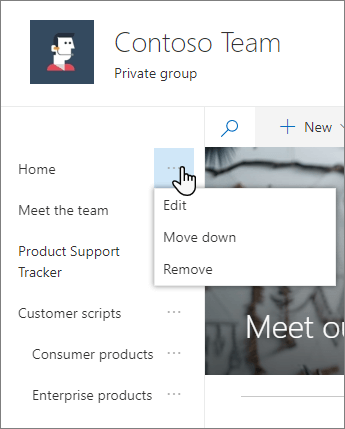 Contoso Team
Private group
New
Home
Edit
Meet the team
Move down
Product Support
Tracker
Remove
Customer scripts
Meet ou
Consumer products
Enterprise products